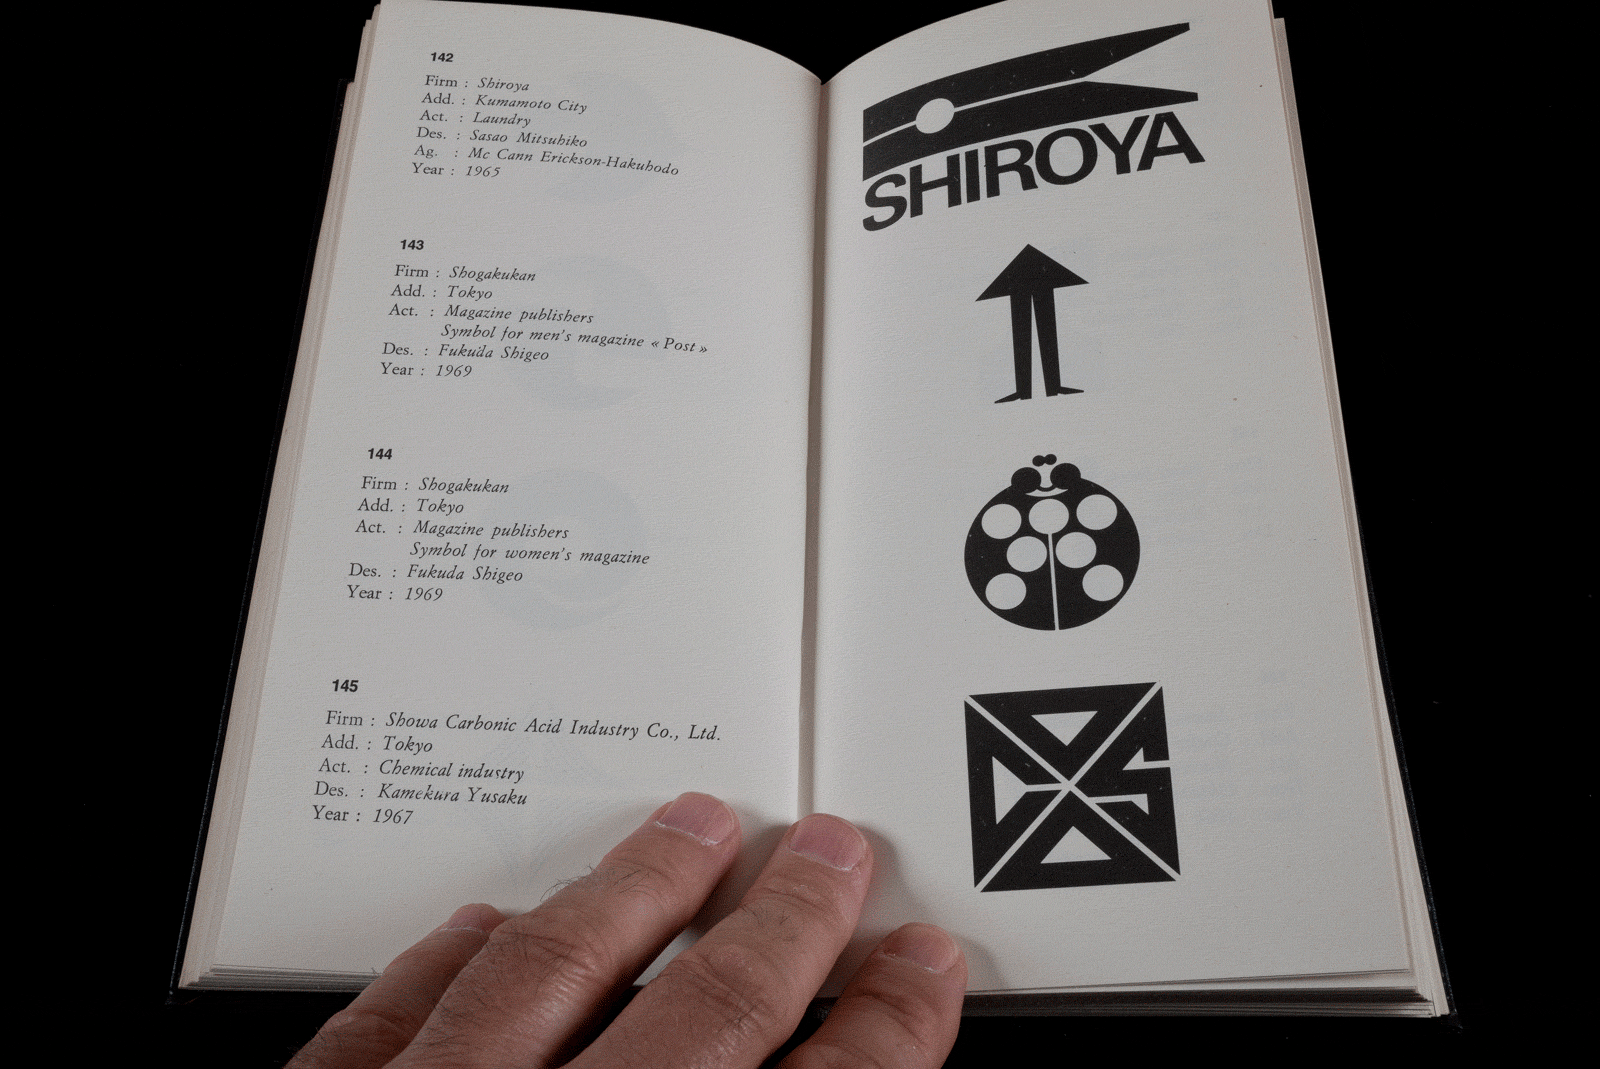 142
Firm : Shiroya
Add. : Kumamoto City
Act. : Laundry
Des. : Sasao Mitsuhiko
Ag. : Mc Cann Erickson-Hakuhodo
Year : 1965
143
Firm : Shogakukan
Add. : Tokyo
Act. : Magazine publishers
Symbol for men's magazine « Post »
Des. : Fukuda Shigeo
Year : 1969
144
Firm : Shogakukan
Add. : Tokyo
Act. : Magazine publishers
Symbol for women's magazine
Des. : Fukuda Shigeo
Year : 1969
145
Firm : Showa Carbonic Acid Industry Co., Ltd.
Add. : Tokyo
Act. : Chemical industry
Des. : Kamekura Yusaku
Year : 1967
SHIROYA